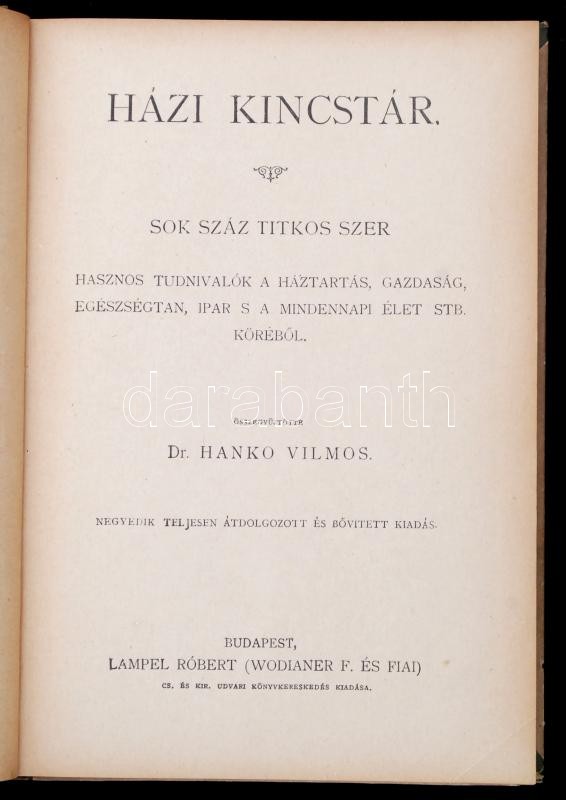 HÁZI KINCSTÁR.
SOK SZÁZ TITKOS SZER
HASZNOS TUDNIVALÓK A HÁZTARTÁS, GAZDASÁG,
EGÉSZSÉGTAN, IPAR S A MINDENNAPI ÉLET STB.
KÖRÉBŐL.
darabanth
ÖSSZEGYŰJTÖTTE
Dr. HANKO VILMOS.
NEGYEDIK TELJESEN ÁTDOLGOZOTT ÉS BŐVITETT KIADÁS.
BUDAPEST,
LAMPEL RÓBERT (WODIANER F. ÉS FIAI)
CS. ÉS KIR. UDVARI KÖNYVKERESKEDÉS KIADÁSA.